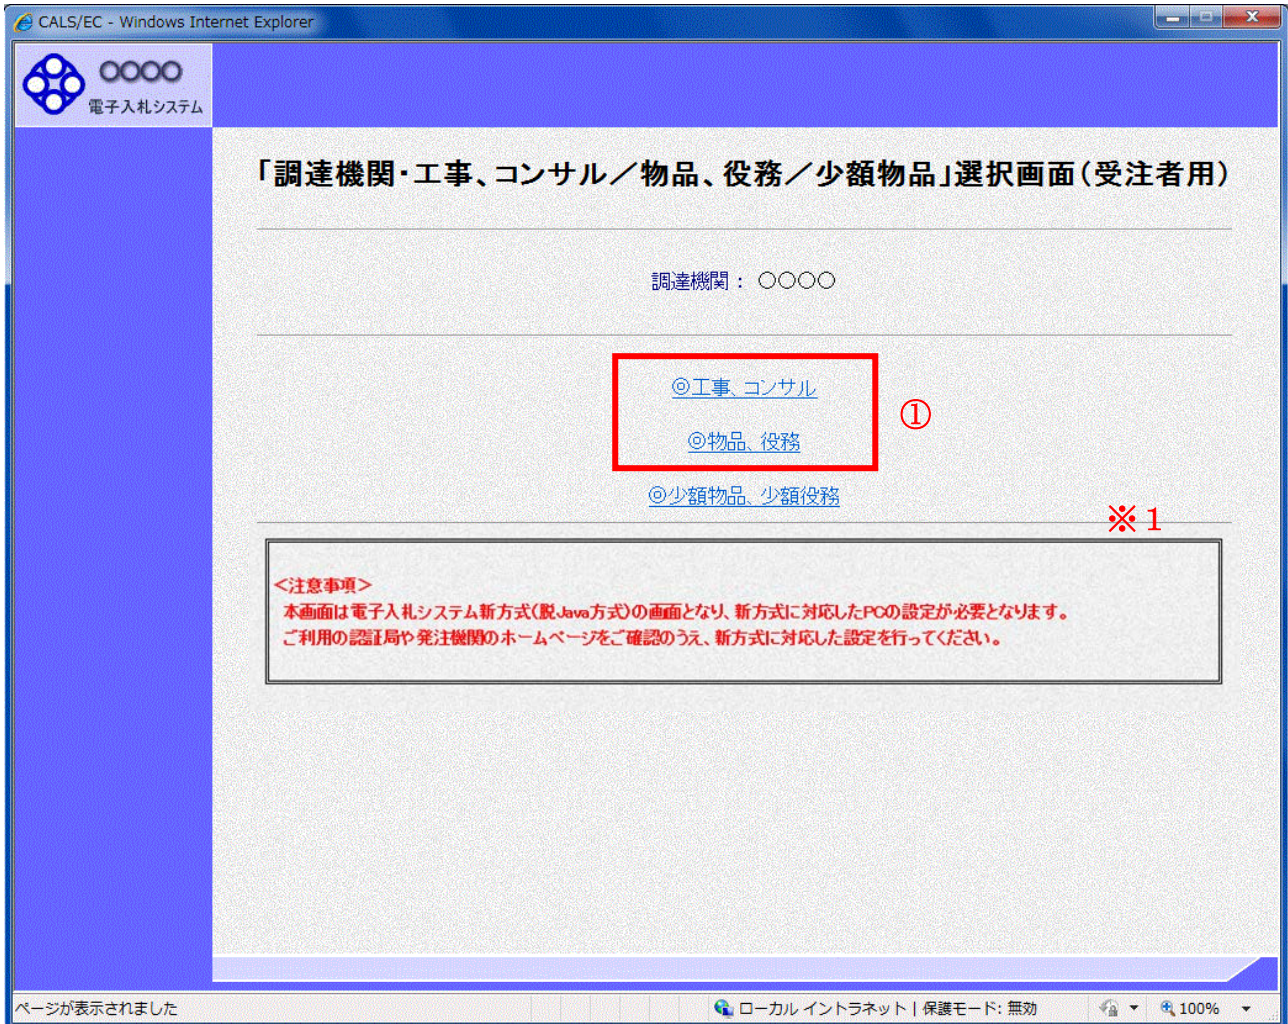 CALS/EC - Windows Internet Explorer
○○○○
電子入札システム
「調達機関・工事、コンサル／物品、役務／少額物品」選択画面（受注者用）
調達機関： ○○○○
◎工事、コンサル
①
◎物品、役務
◎少額物品、少額役務
※1
＜注意事項＞
本画面は電子入札システム新方式（脱Java方式）の画面となり、新方式に対応したPCの設定が必要となります。
ご利用の認証局や発注機関のホームページをご確認のうえ、新方式に対応した設定を行ってください。
ページが表示されました
ローカル イントラネット | 保護モード: 無効
100%